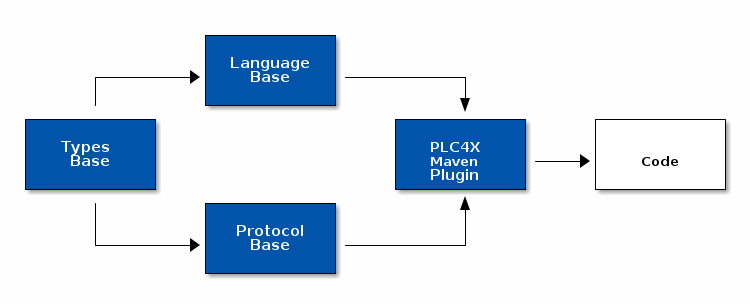 Language
Base
Types
Base
PLC4X
Maven
Plugin
Code
Protocol
Base